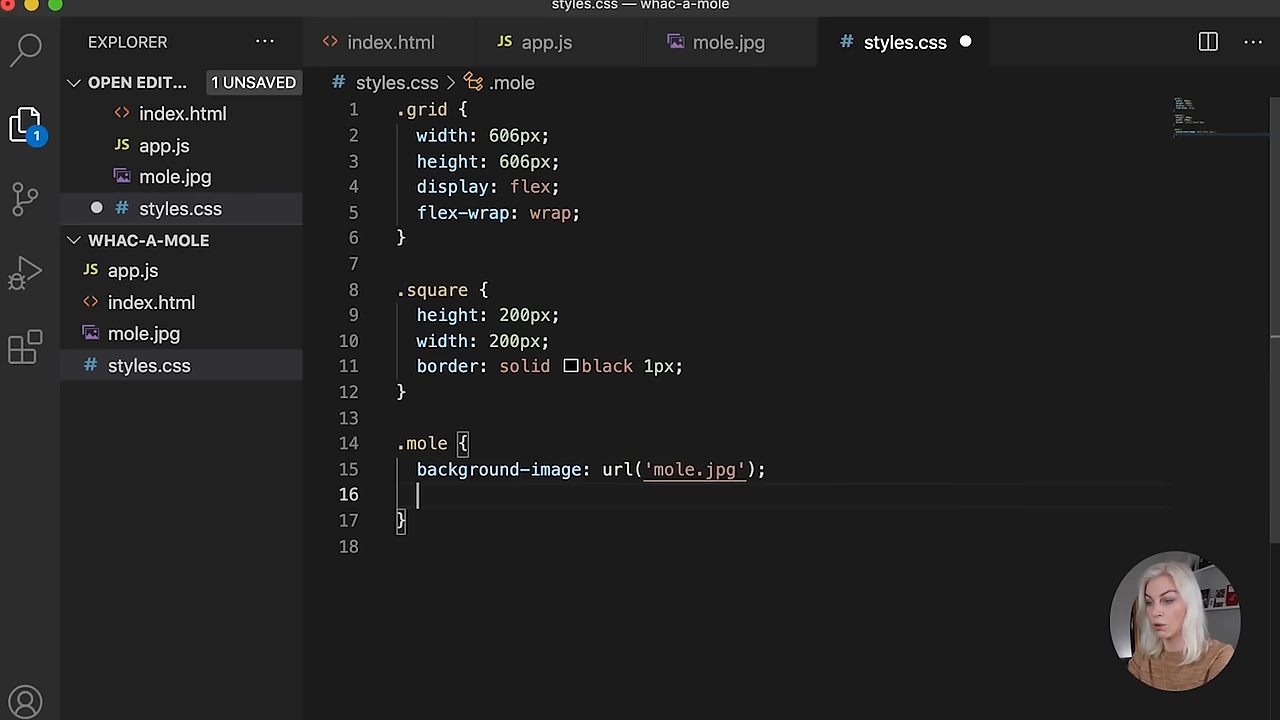 styles.css — whac-a-mole
EXPLORER ···
<> index.html
JS app.js
mole.jpg
# styles.css
···
OPEN EDIT... 1 UNSAVED
<> index.html
JS app.js
mole.jpg
# styles.css
WHAC-A-MOLE
JS app.js
<> index.html
mole.jpg
# styles.css
1
# styles.css > .mole
1 .grid {
2 width: 606px;
3 height: 606px;
4 display: flex;
5 flex-wrap: wrap;
6 }
7
8 .square {
9 height: 200px;
10 width: 200px;
11 border: solid black 1px;
12 }
13
14 .mole {
15 background-image: url('mole.jpg');
16
17 }
18